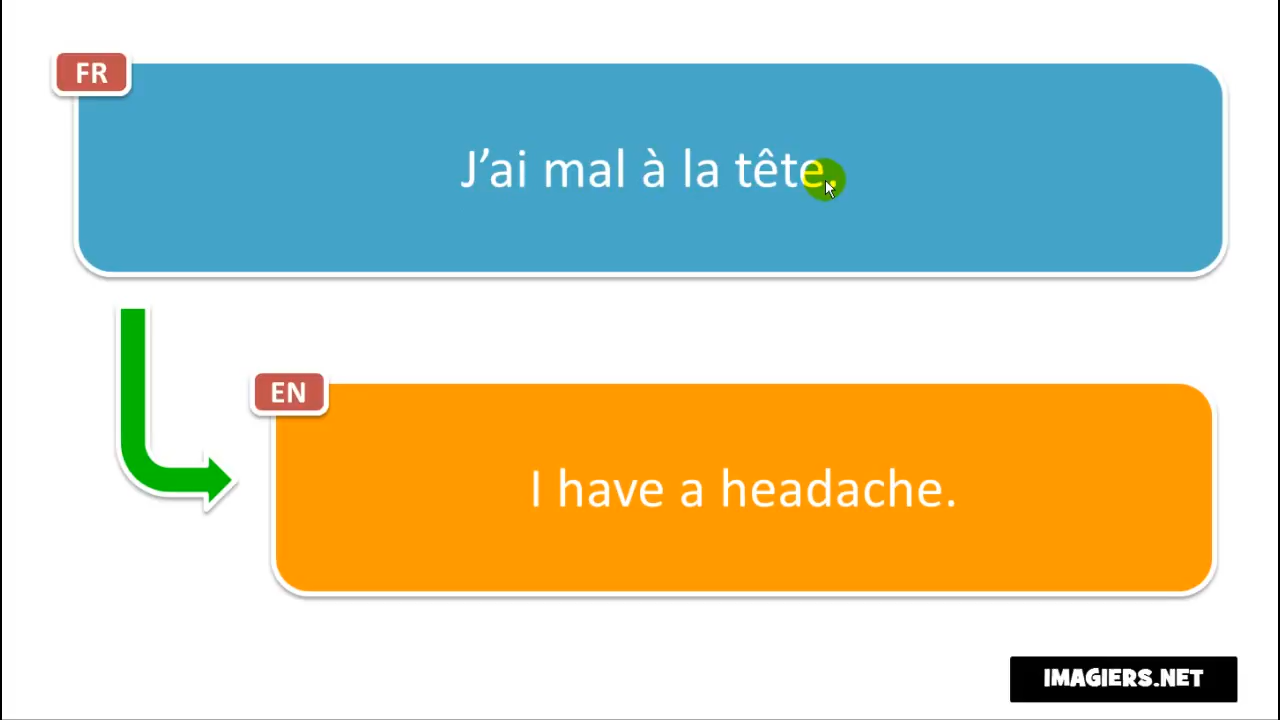 FR
J’ai mal à la tête.
EN
I have a headache.
IMAGIERS.NET